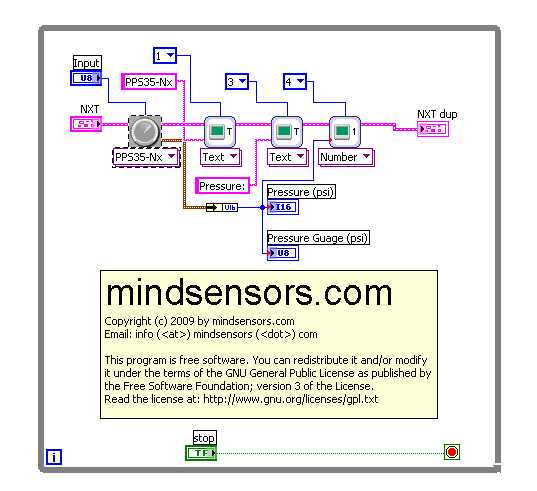 1
Input
U8
PPS35-Nx
3
4
NXT
NXT dup
T
T
1
PPS35-Nx
Text
Text
Number
Pressure:
Pressure (psi)
I16
Pressure Guage (psi)
U8
mindsensors.com
Copyright (c) 2009 by mindsensors.com
Email: info (<at>) mindsensors (<dot>) com
This program is free software. You can redistribute it and/or modify
it under the terms of the GNU General Public License as published by
the Free Software Foundation; version 3 of the License.
Read the license at: http://www.gnu.org/licenses/gpl.txt
stop
TF
i